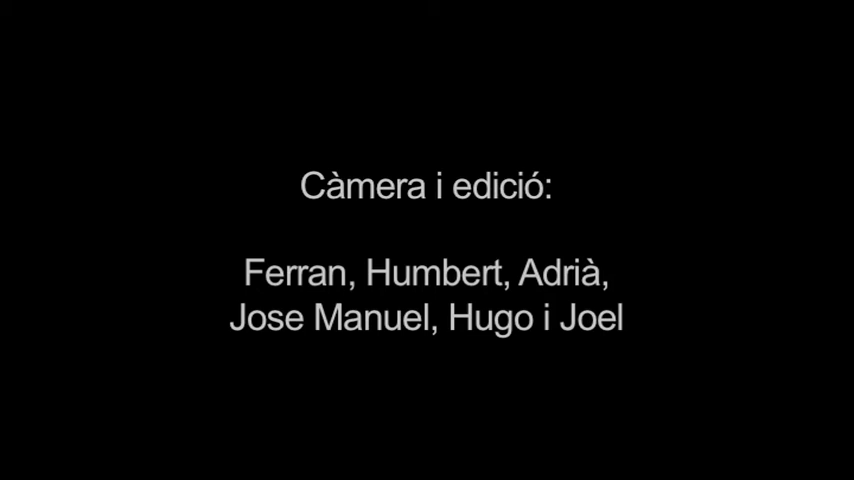 Càmera i edició:
Ferran, Humbert, Adrià,
Jose Manuel, Hugo i Joel